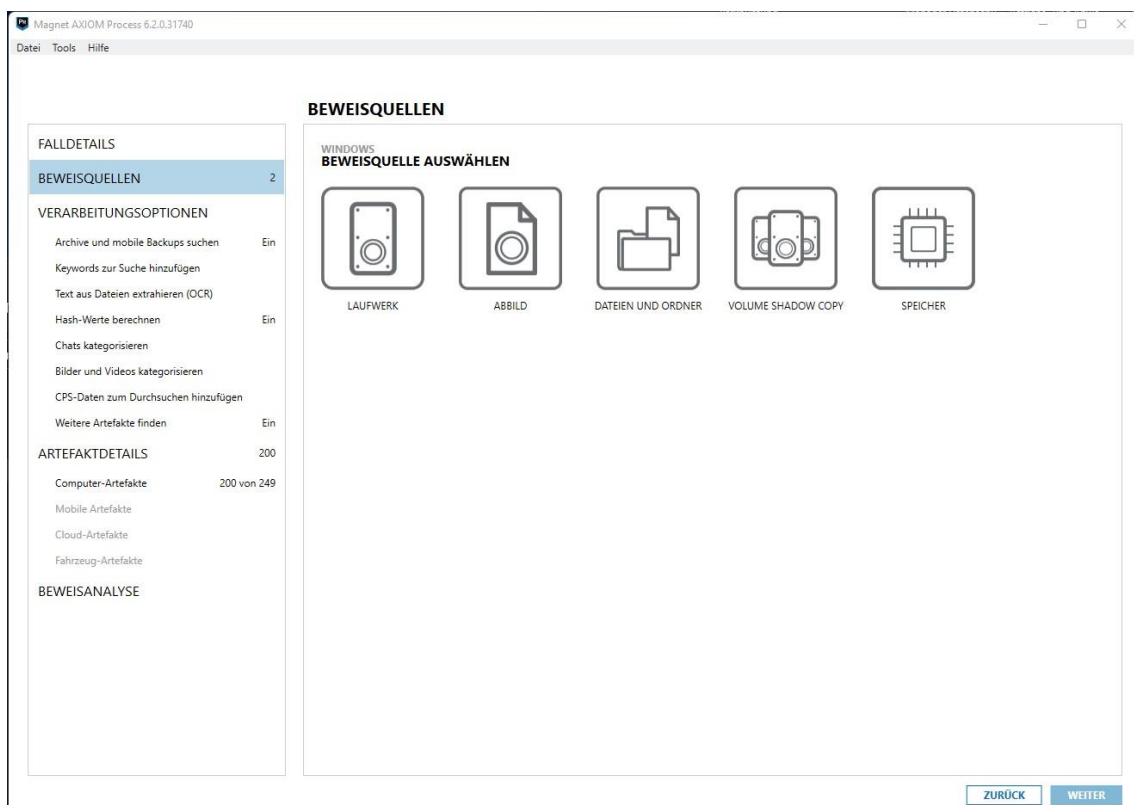 Magnet AXIOM Process 6.2.0.31740
Datei Tools Hilfe
BEWEISQUELLEN
FALLDETAILS
BEWEISQUELLEN 2
VERARBEITUNGSOPTIONEN
Archive und mobile Backups suchen Ein
Keywords zur Suche hinzufügen
Text aus Dateien extrahieren (OCR)
Hash-Werte berechnen Ein
Chats kategorisieren
Bilder und Videos kategorisieren
CPS-Daten zum Durchsuchen hinzufügen
Weitere Artefakte finden Ein
ARTEFAKTDETAILS 200
Computer-Artefakte 200 von 249
Mobile Artefakte
Cloud-Artefakte
Fahrzeug-Artefakte
BEWEISANALYSE
WINDOWS
BEWEISQUELLE AUSWÄHLEN
LAUFWERK ABBILD DATEIEN UND ORDNER VOLUME SHADOW COPY SPEICHER
ZURÜCK WEITER